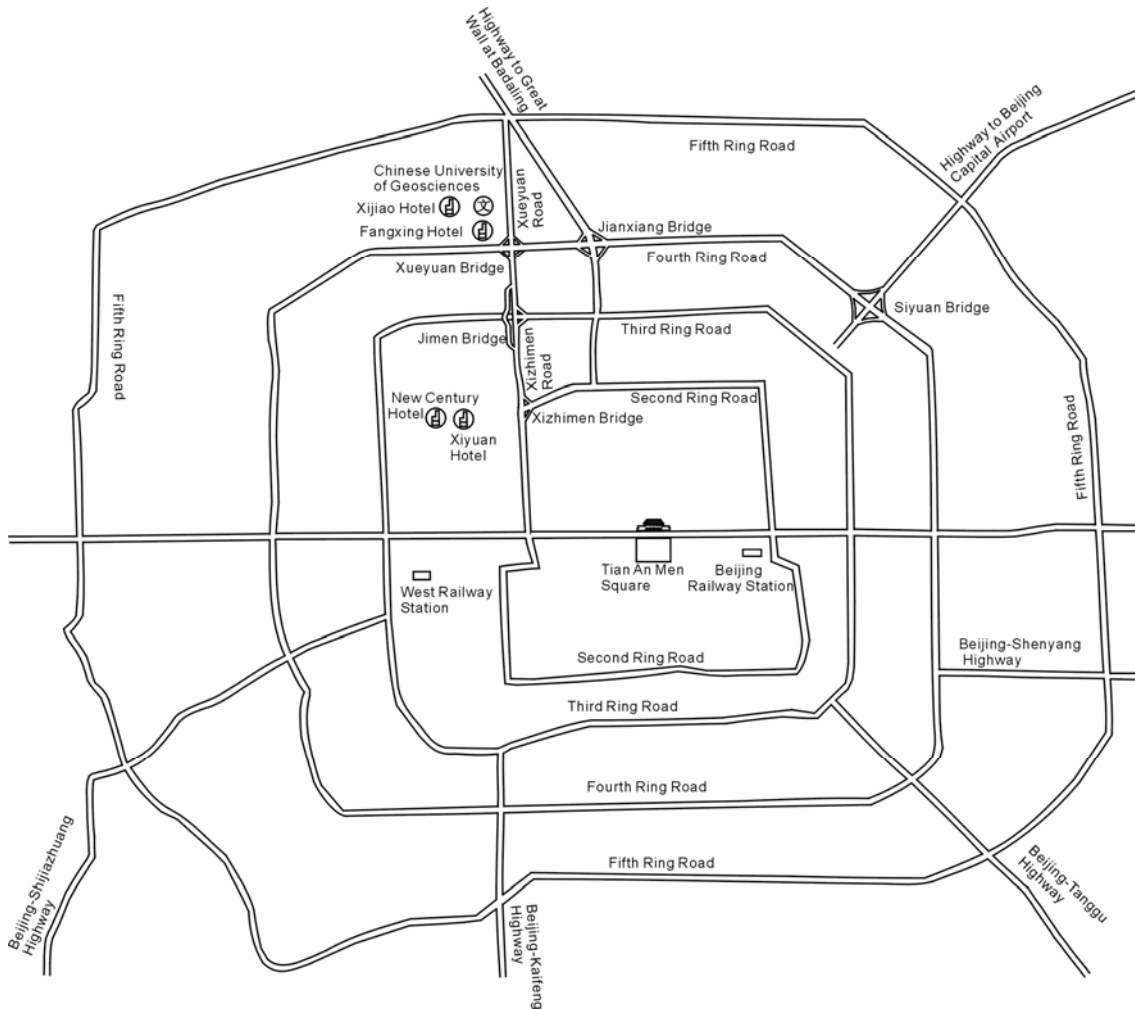 Highway to Great
Wall at Badaling
Highway to Beijing
Capital Airport
Fifth Ring Road
Chinese University
of Geosciences
Xueyuan
Road
Xijiao Hotel
文
Fangxing Hotel
Jianxiang Bridge
Xueyuan Bridge
Fourth Ring Road
Fifth Ring Road
Siyuan Bridge
Jimen Bridge
Third Ring Road
Xizhimen
Road
New Century
Hotel
Second Ring Road
Xizhimen Bridge
Xiyuan
Hotel
Fifth Ring Road
West Railway
Station
Tian An Men
Square
Beijing
Railway Station
Second Ring Road
Beijing-Shenyang
Highway
Third Ring Road
Fourth Ring Road
Fifth Ring Road
Beijing-Shijiazhuang
Highway
Beijing-Kaifeng
Highway
Beijing-Tanggu
Highway